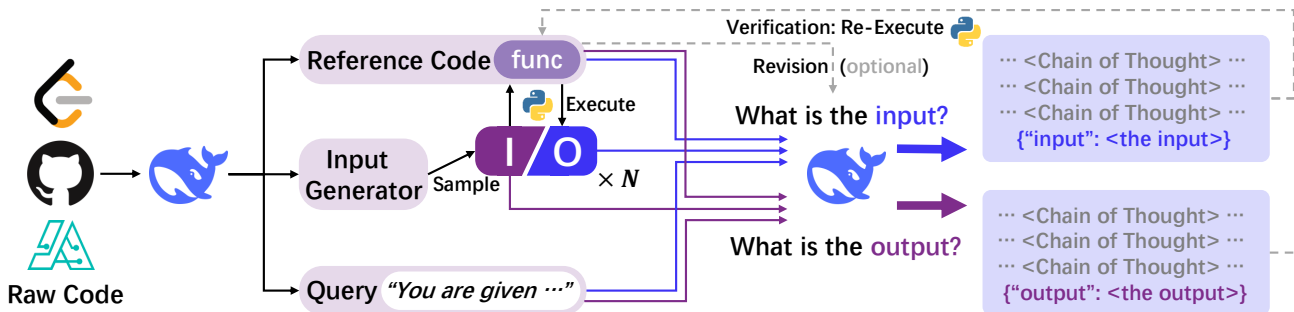 Verification: Re-Execute
Reference Code func
Revision (optional)
Execute
What is the input?
··· <Chain of Thought> ···
··· <Chain of Thought> ···
··· <Chain of Thought> ···
{“input”: <the input>}
Input
Generator
Sample
I/O
× N
Raw Code
What is the output?
··· <Chain of Thought> ···
··· <Chain of Thought> ···
··· <Chain of Thought> ···
{“output”: <the output>}
Query “You are given ···”